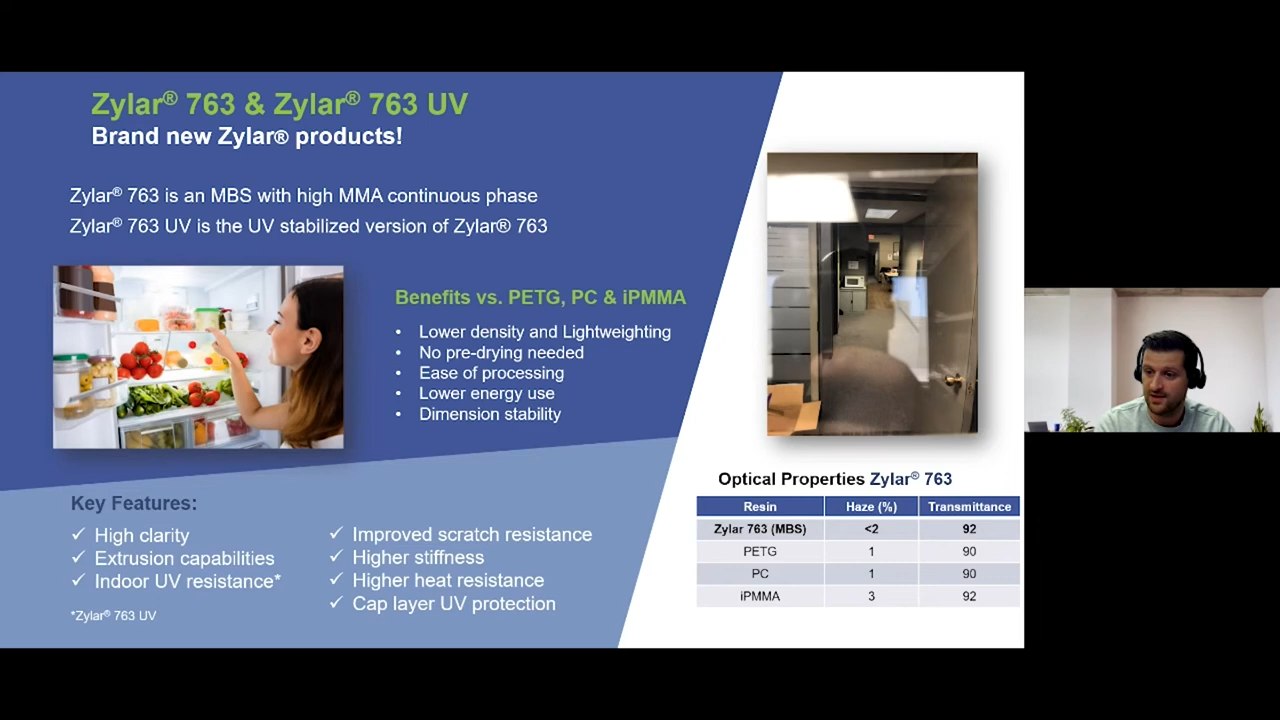 Zylar® 763 & Zylar® 763 UV
Brand new Zylar® products!
Zylar® 763 is an MBS with high MMA continuous phase
Zylar® 763 UV is the UV stabilized version of Zylar® 763
Benefits vs. PETG, PC & iPMMA
• Lower density and Lightweighting
• No pre-drying needed
• Ease of processing
• Lower energy use
• Dimension stability
Key Features:
✓ High clarity
✓ Extrusion capabilities
✓ Indoor UV resistance*
*Zylar® 763 UV
✓ Improved scratch resistance
✓ Higher stiffness
✓ Higher heat resistance
✓ Cap layer UV protection
Optical Properties Zylar® 763
Resin Haze (%) Transmittance
Zylar 763 (MBS) <2 92
PETG 1 90
PC 1 90
iPMMA 3 92